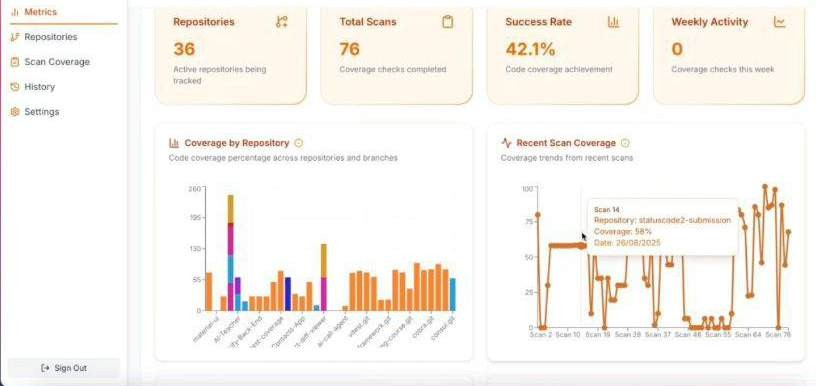 Metrics
Repositories
Scan Coverage
History
Settings
Sign Out
Repositories
36
Active repositories being
tracked
Total Scans
76
Coverage checks completed
Success Rate
42.1%
Code coverage achievement
Weekly Activity
0
Coverage checks this week
Coverage by Repository
Code coverage percentage across repositories and branches
260
195
130
65
0
material-u
AI-Teacher
ify-Back-End
est-coverage
Contacts-App
rt-diff-viewer
ai-call-agent
vitest.git
framework.git
ng-course.git
cobra.git
consul.git
Recent Scan Coverage
Coverage trends from recent scans
100
75
50
25
0
Scan 14
Repository: statuscode2-submission
Coverage: 58%
Date: 26/08/2025
Scan 2 Scan 10 Scan 19 Scan 28 Scan 37 Scan 46 Scan 55 Scan 64 Scan 76